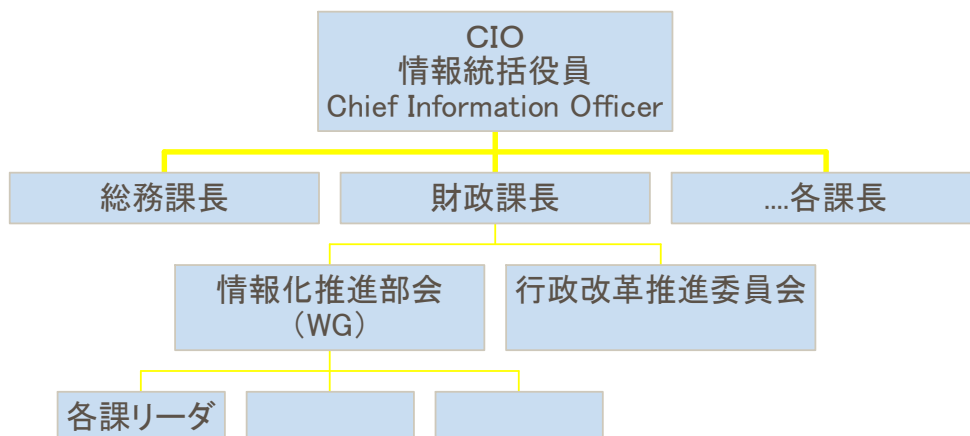 CIO
情報統括役員
Chief Information Officer
総務課長
財政課長
....各課長
情報化推進部会
（WG）
行政改革推進委員会
各課リーダ